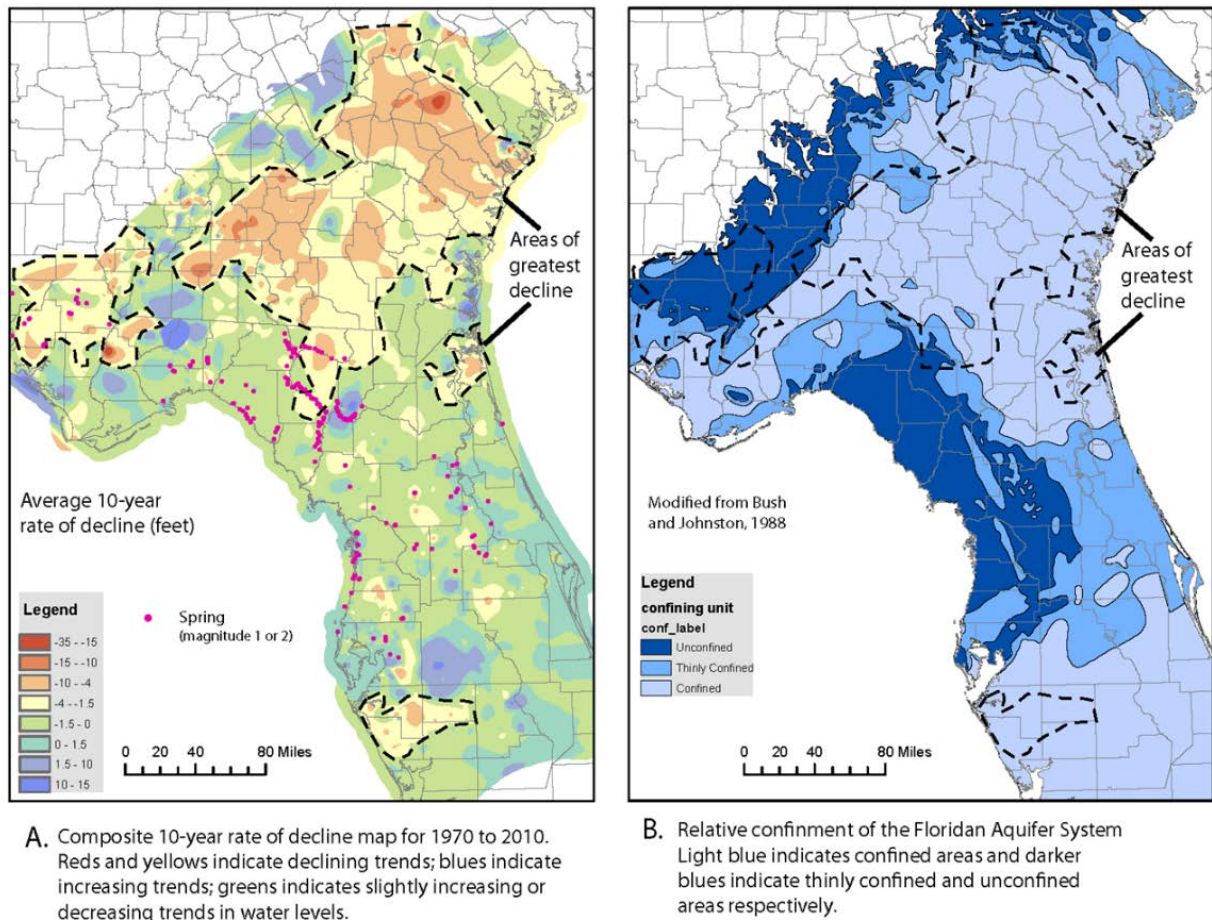 Areas of
greatest
decline
Average 10-year
rate of decline (feet)
Legend
-35 - -15
-15 - -10
-10 - -4
-4 - -1.5
-1.5 - 0
0 - 1.5
1.5 - 10
10 - 15
Spring
(magnitude 1 or 2)
0 20 40 80 Miles
A. Composite 10-year rate of decline map for 1970 to 2010.
Reds and yellows indicate declining trends; blues indicate
increasing trends; greens indicates slightly increasing or
decreasing trends in water levels.
Areas of
greatest
decline
Modified from Bush
and Johnston, 1988
Legend
confining unit
conf_label
Unconfined
Thinly Confined
Confined
0 20 40 80 Miles
B. Relative confinment of the Floridan Aquifer System
Light blue indicates confined areas and darker
blues indicate thinly confined and unconfined
areas respectively.